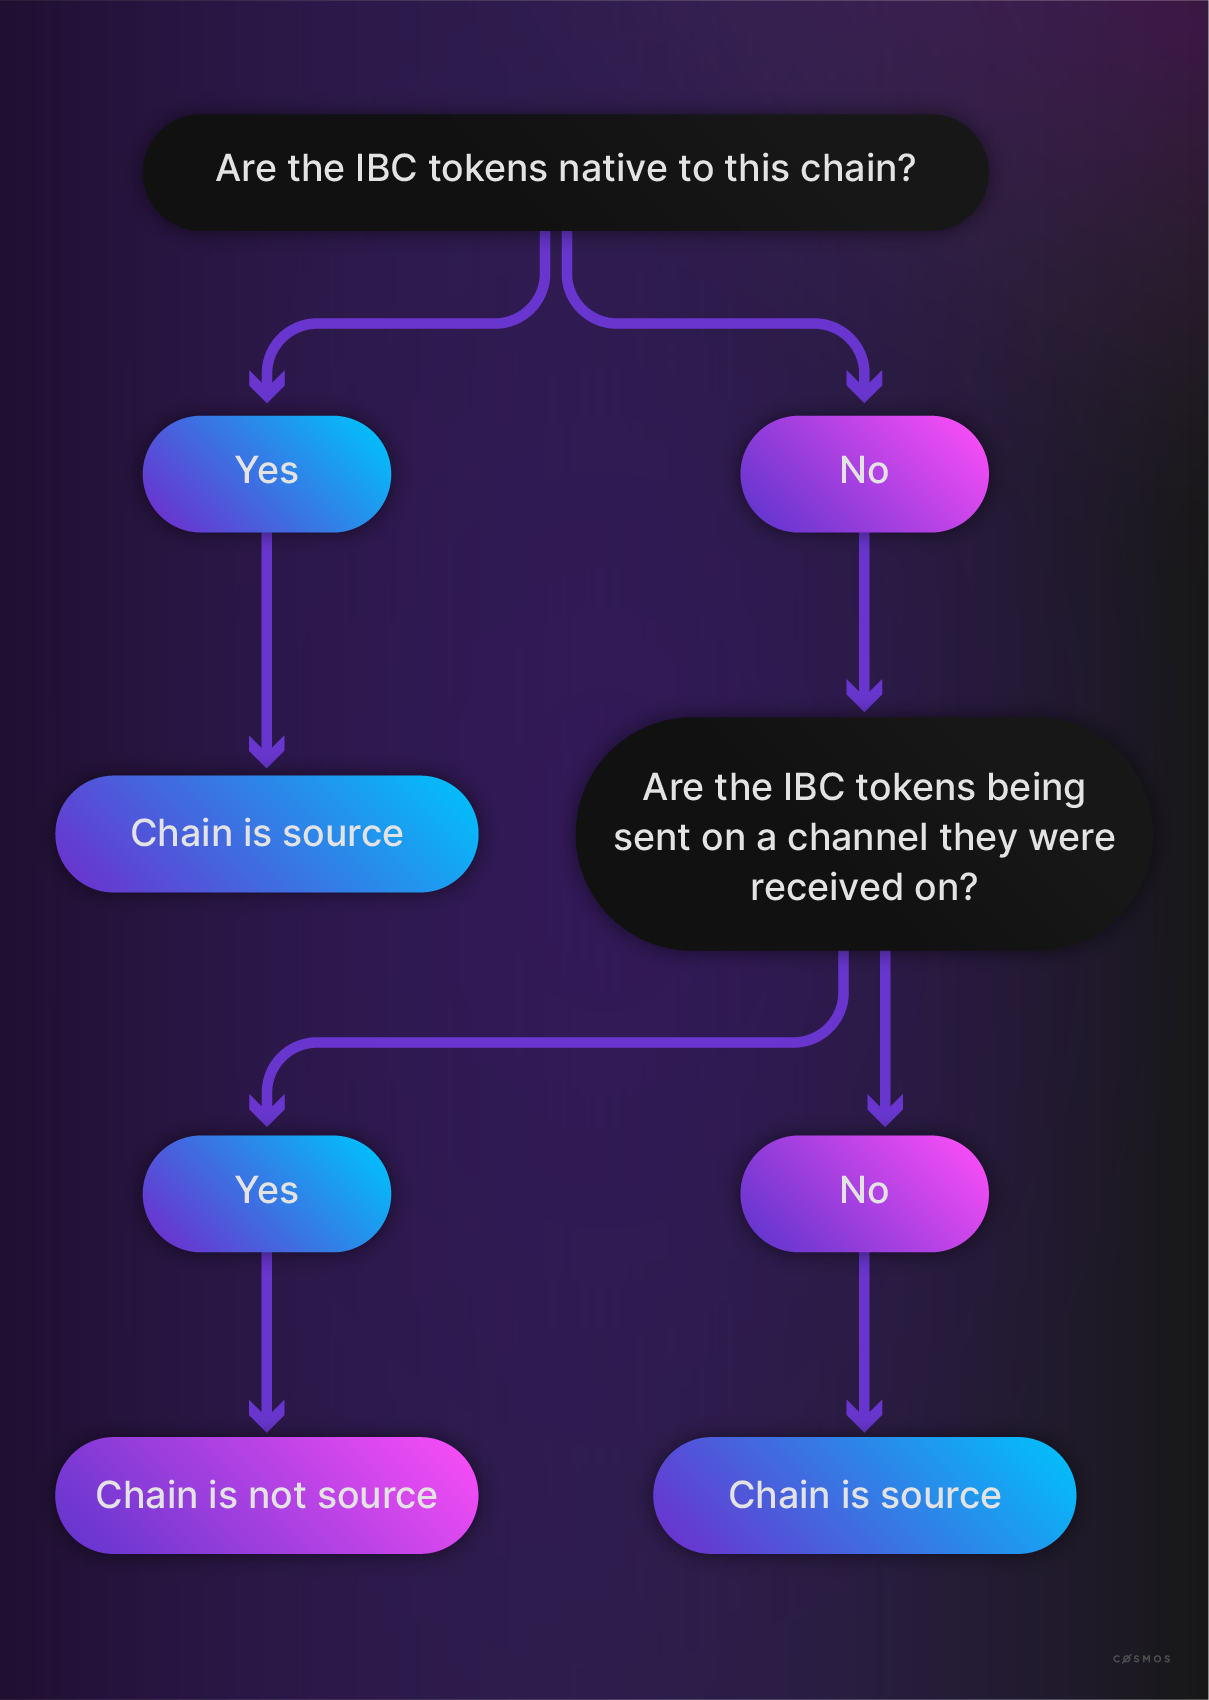 Are the IBC tokens native to this chain?
Yes
No
Chain is source
Are the IBC tokens being
sent on a channel they were
received on?
Yes
No
Chain is not source
Chain is source
COSMOS